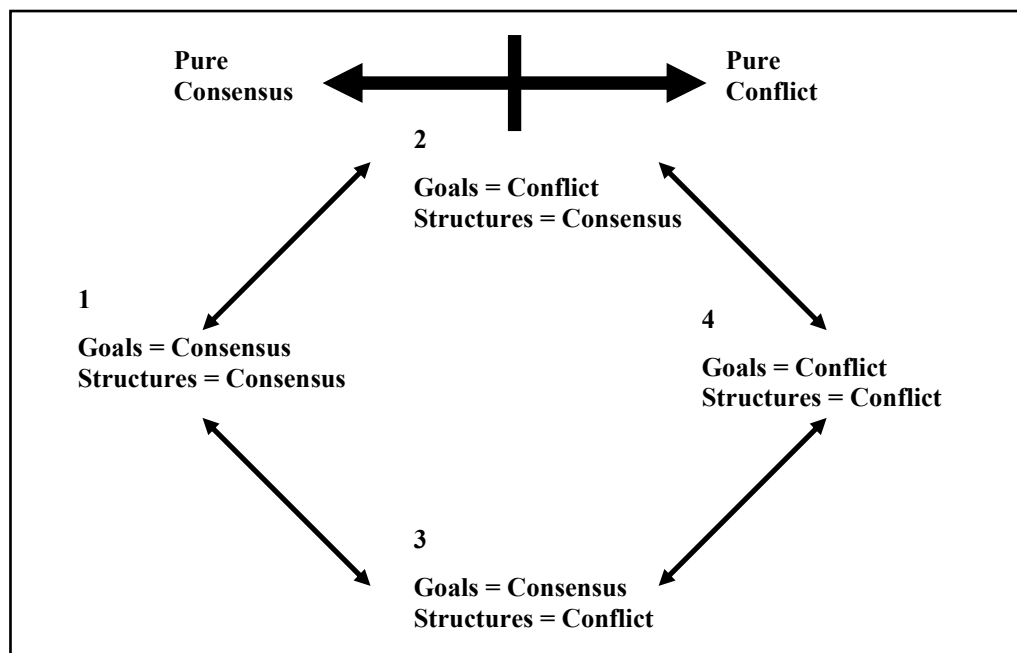 Pure
Consensus
Pure
Conflict
2
Goals = Conflict
Structures = Consensus
1
Goals = Consensus
Structures = Consensus
4
Goals = Conflict
Structures = Conflict
3
Goals = Consensus
Structures = Conflict